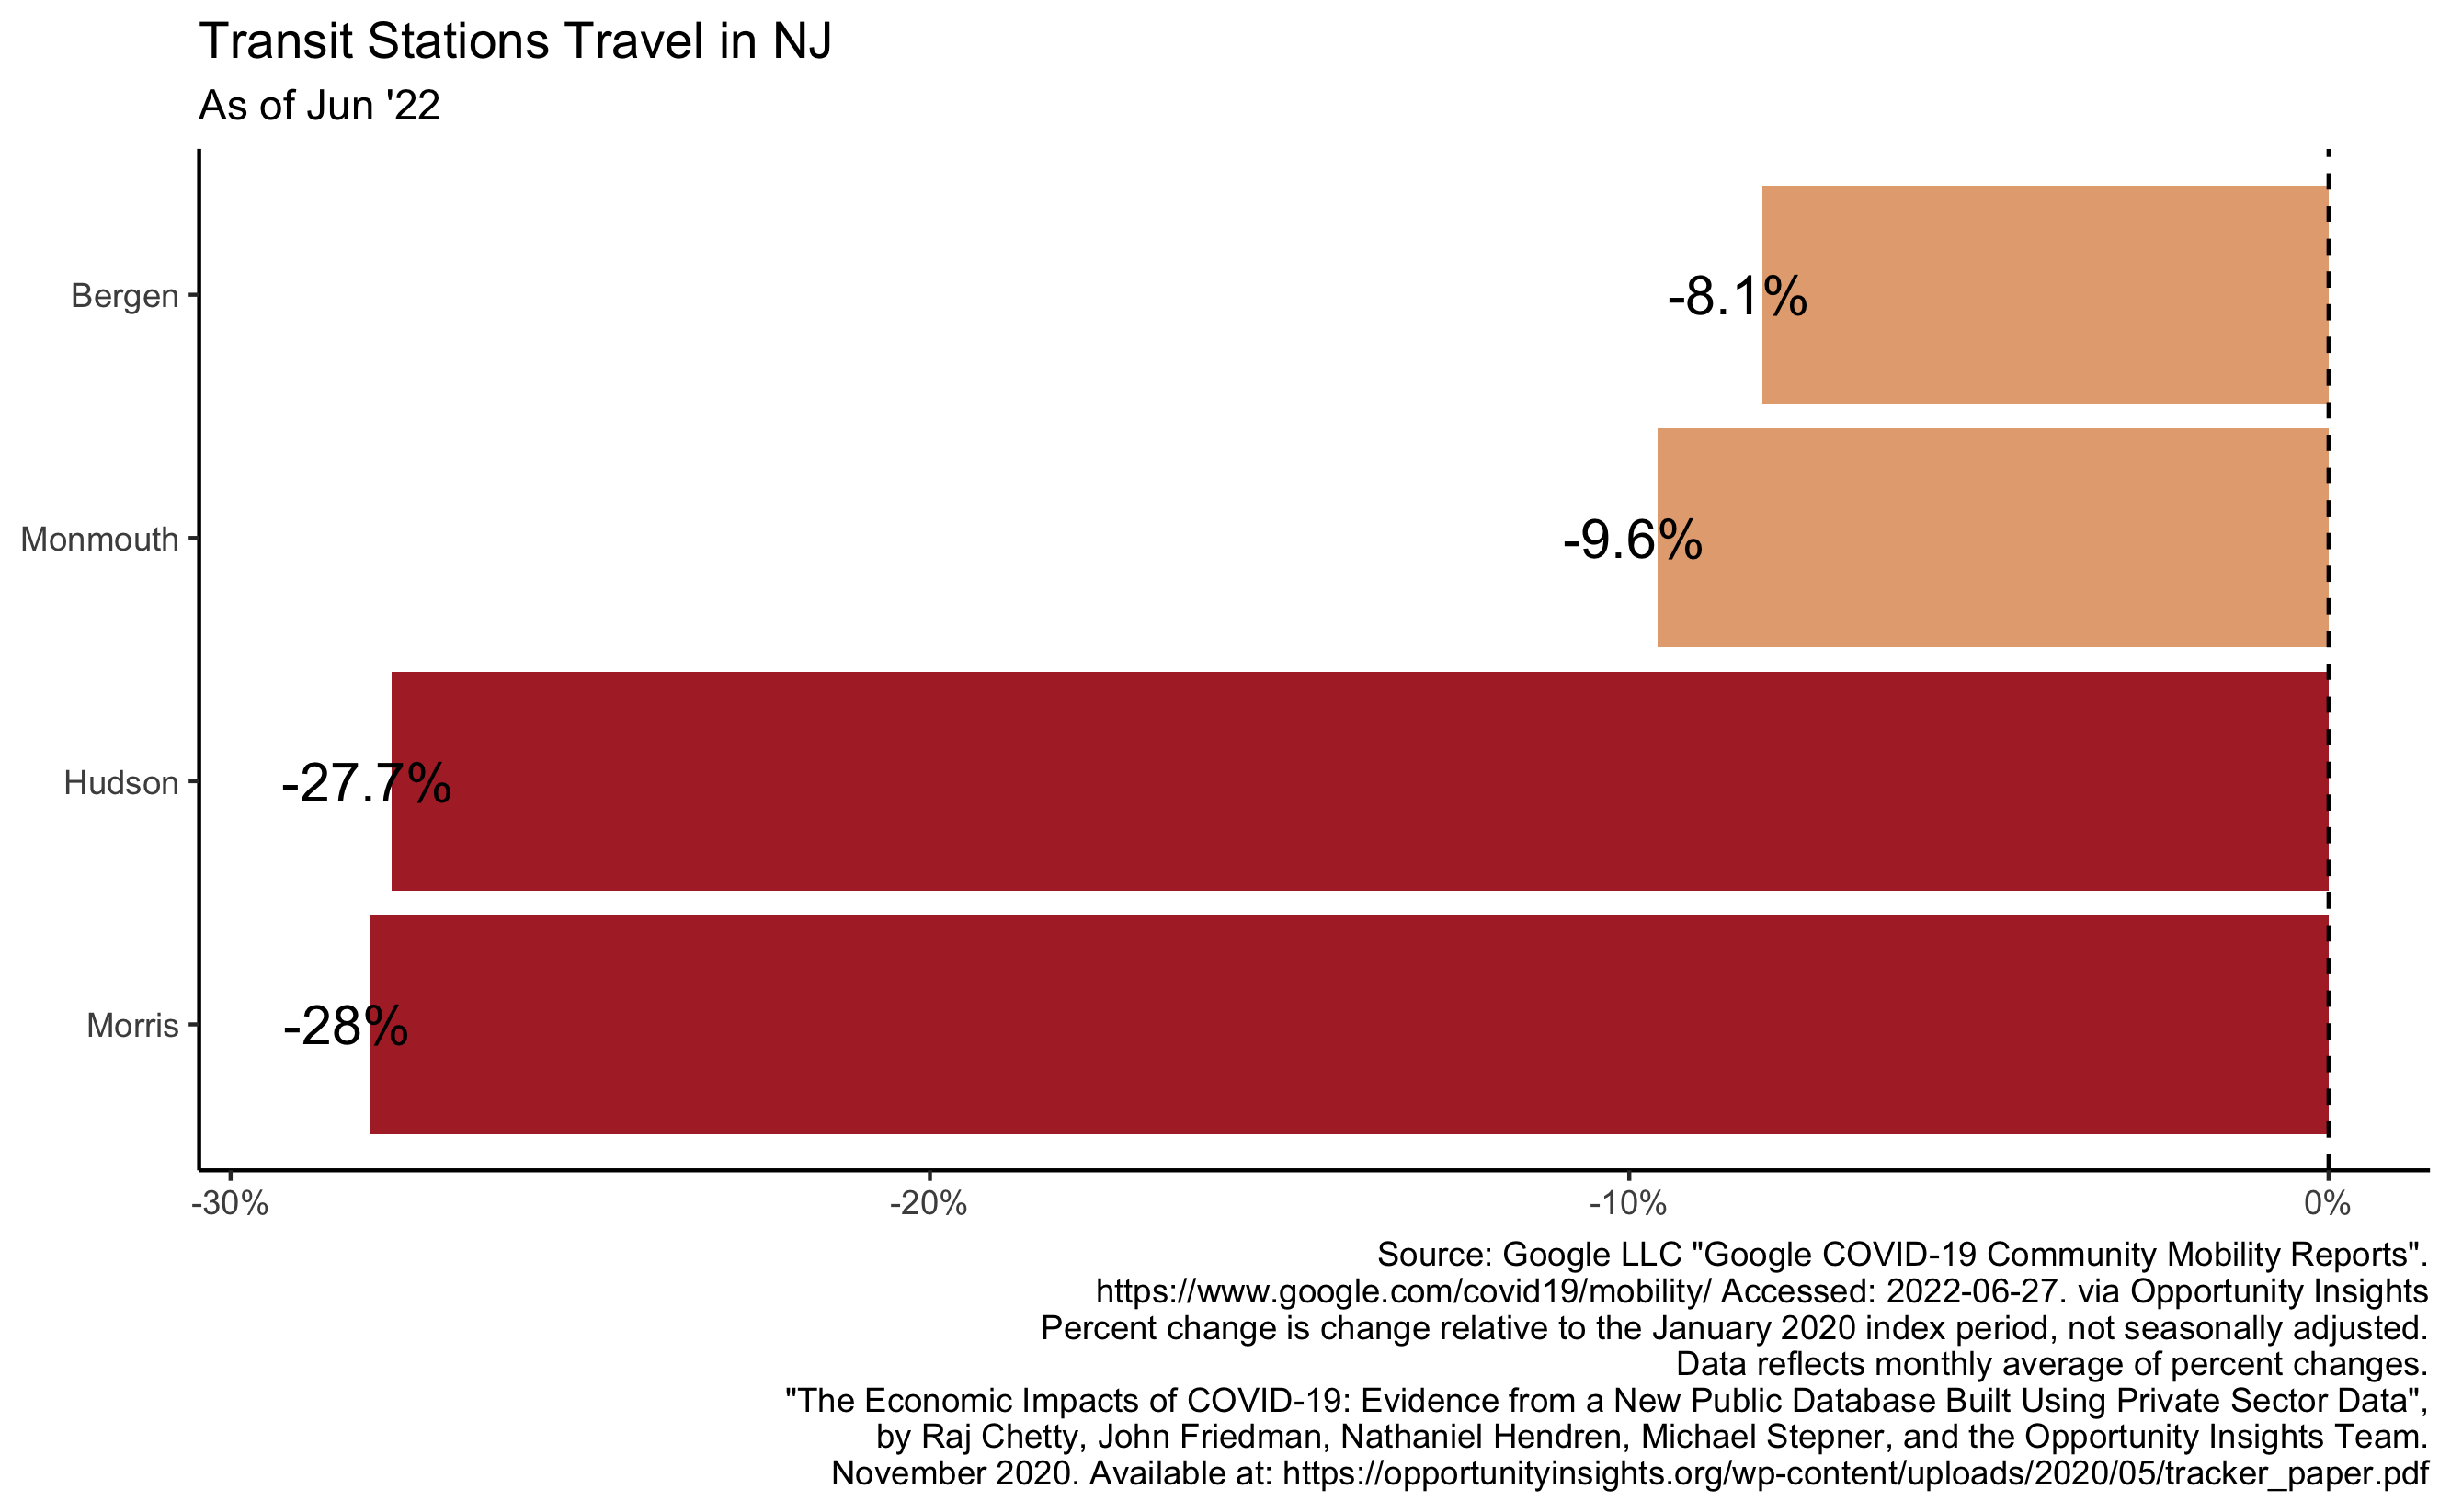 Transit Stations Travel in NJ
As of Jun '22
Bergen
-8.1%
Monmouth
-9.6%
Hudson
-27.7%
Morris
-28%
-30%
-20%
-10%
0%
Source: Google LLC "Google COVID-19 Community Mobility Reports".
https://www.google.com/covid19/mobility/ Accessed: 2022-06-27. via Opportunity Insights
Percent change is change relative to the January 2020 index period, not seasonally adjusted.
Data reflects monthly average of percent changes.
"The Economic Impacts of COVID-19: Evidence from a New Public Database Built Using Private Sector Data",
by Raj Chetty, John Friedman, Nathaniel Hendren, Michael Stepner, and the Opportunity Insights Team.
November 2020. Available at: https://opportunityinsights.org/wp-content/uploads/2020/05/tracker_paper.pdf